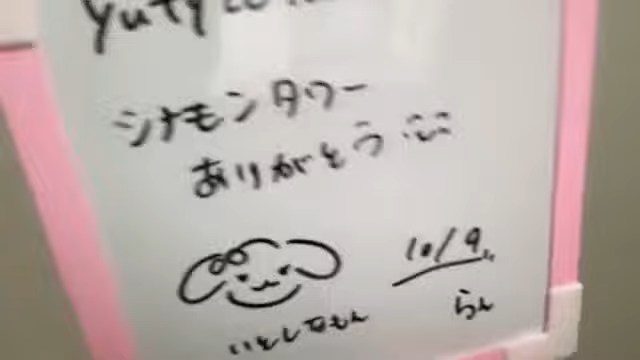 シナモンタワー
ありがとう
10/9
らん
いとしなもん